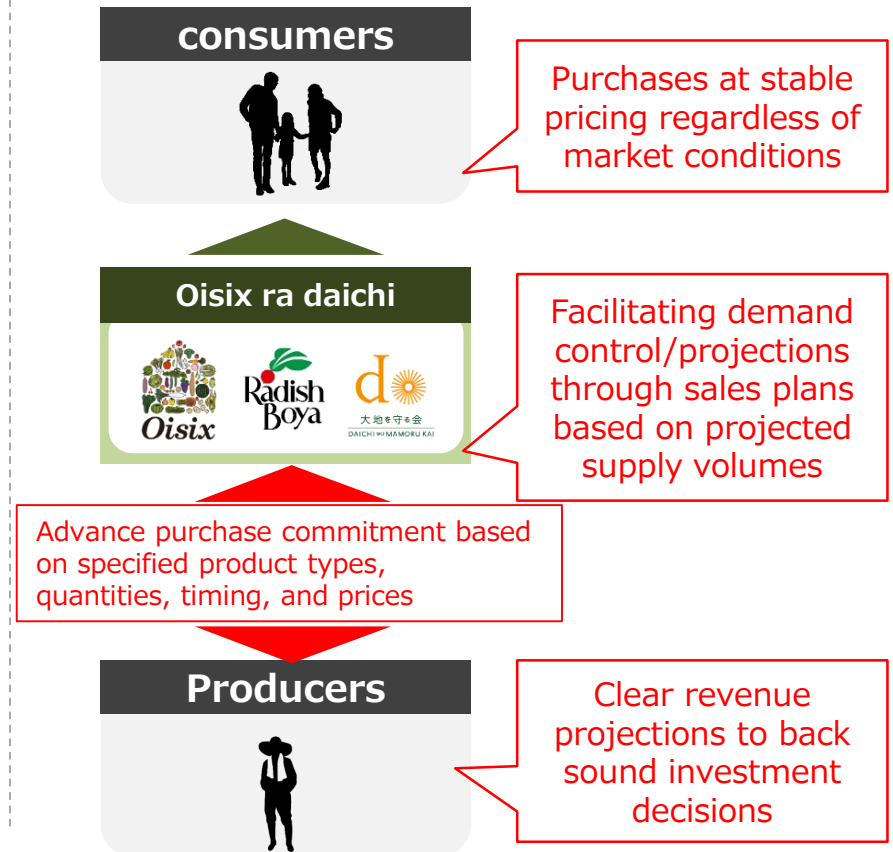 consumers
Purchases at stable
pricing regardless of
market conditions
Oisix ra daichi
Oisix
Radish
Boya
do
大地を守る会
DAICHI wo MAMORU KAI
Facilitating demand
control/projections
through sales plans
based on projected
supply volumes
Advance purchase commitment based
on specified product types,
quantities, timing, and prices
Producers
Clear revenue
projections to back
sound investment
decisions